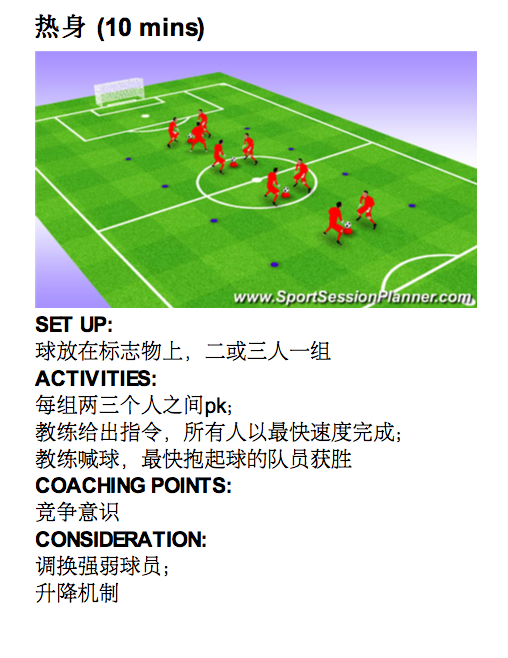 热身 (10 mins)
www.SportSessionPlanner.com
SET UP:
球放在标志物上，二或三人一组
ACTIVITIES:
每组两三个人之间pk；
教练给出指令，所有人以最快速度完成；
教练喊球，最快抱起球的队员获胜
COACHING POINTS:
竞争意识
CONSIDERATION:
调换强弱球员；
升降机制